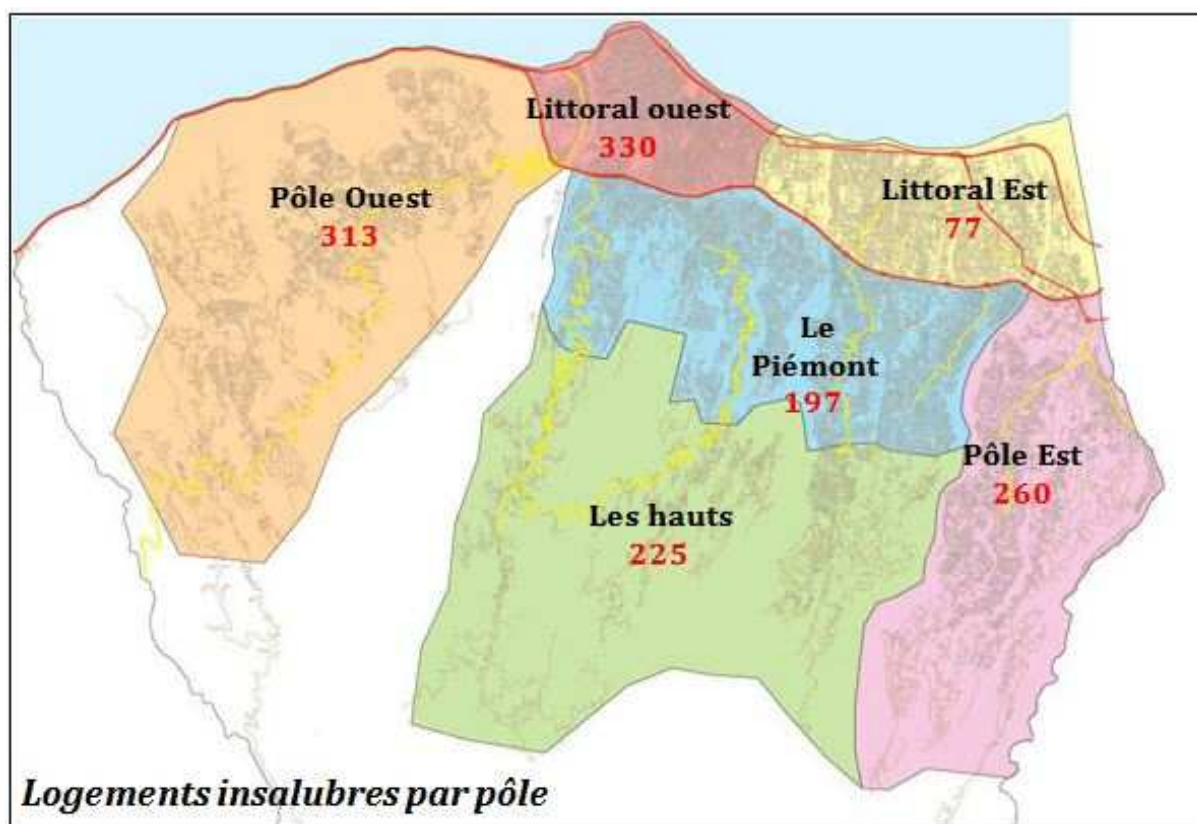 Littoral ouest
330
Pôle Ouest
313
Littoral Est
77
Le
Piémont
197
Pôle Est
260
Les hauts
225
Logements insalubres par pôle